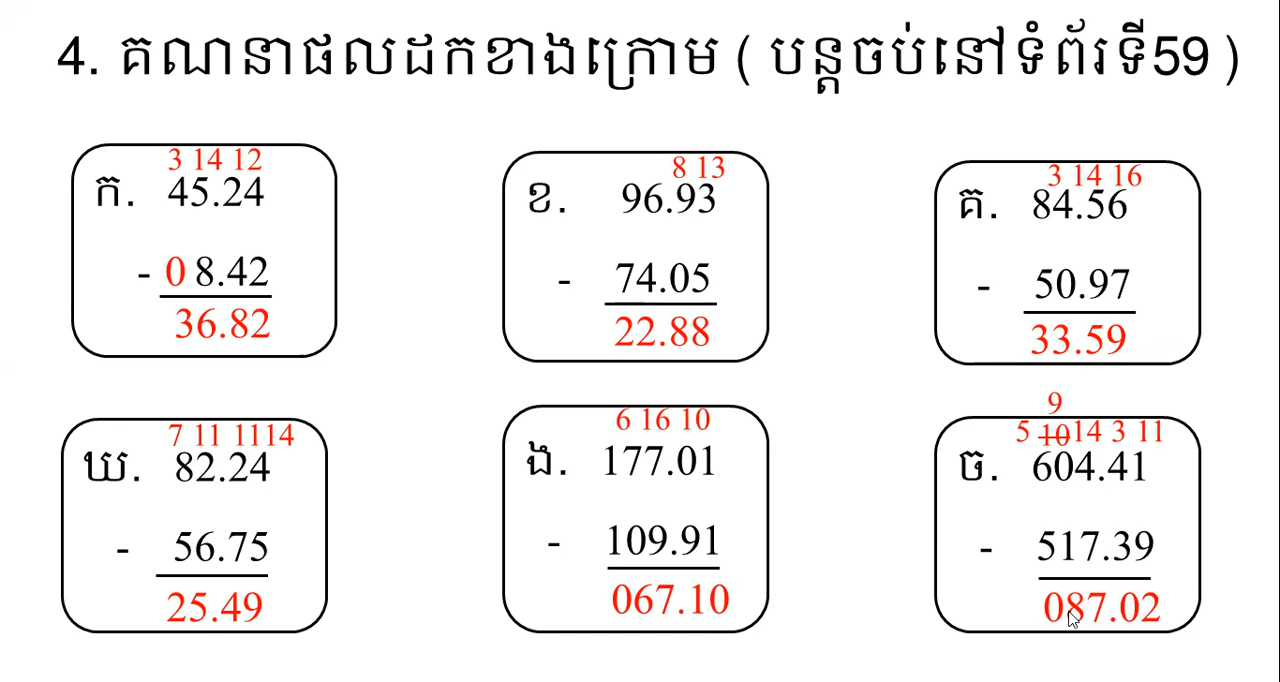 4. គណនាផលដកខាងក្រោម ( បន្តចប់នៅទំព័រទី59 )
3 14 12
ក. 45.24
- 0 8.42
36.82
8 13
ខ. 96.93
- 74.05
22.88
3 14 16
គ. 84.56
- 50.97
33.59
7 11 1114
ឃ. 82.24
- 56.75
25.49
6 16 10
ង. 177.01
- 109.91
067.10
9
5 10 14 3 11
ច. 604.41
- 517.39
087.02